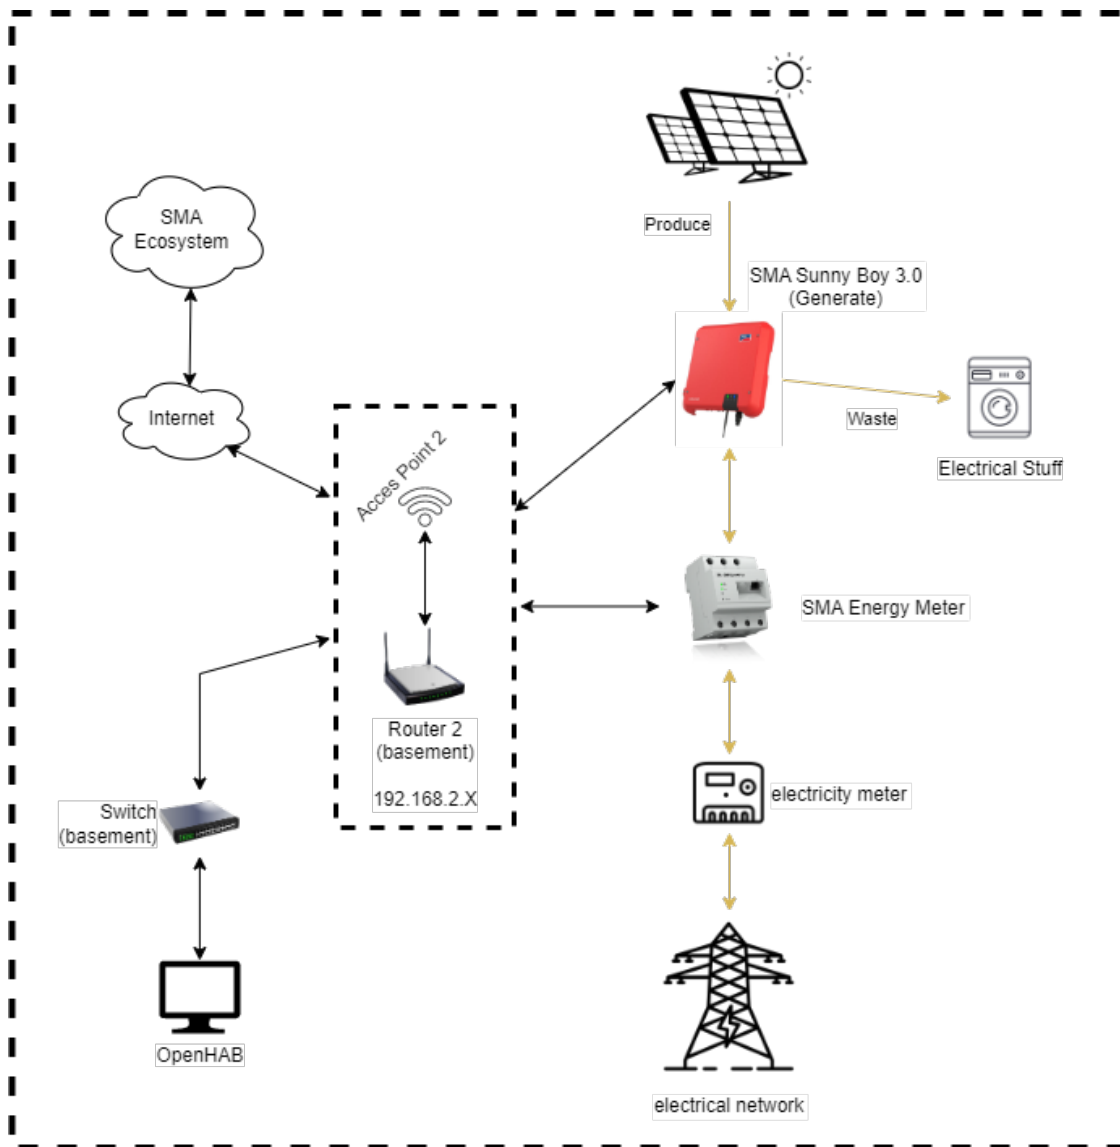 Produce
SMA Sunny Boy 3.0
(Generate)
SMA
Ecosystem
Internet
Waste
Electrical Stuff
Acces Point 2
SMA Energy Meter
Router 2
(basement)
192.168.2.X
electricity meter
Switch
(basement)
OpenHAB
electrical network